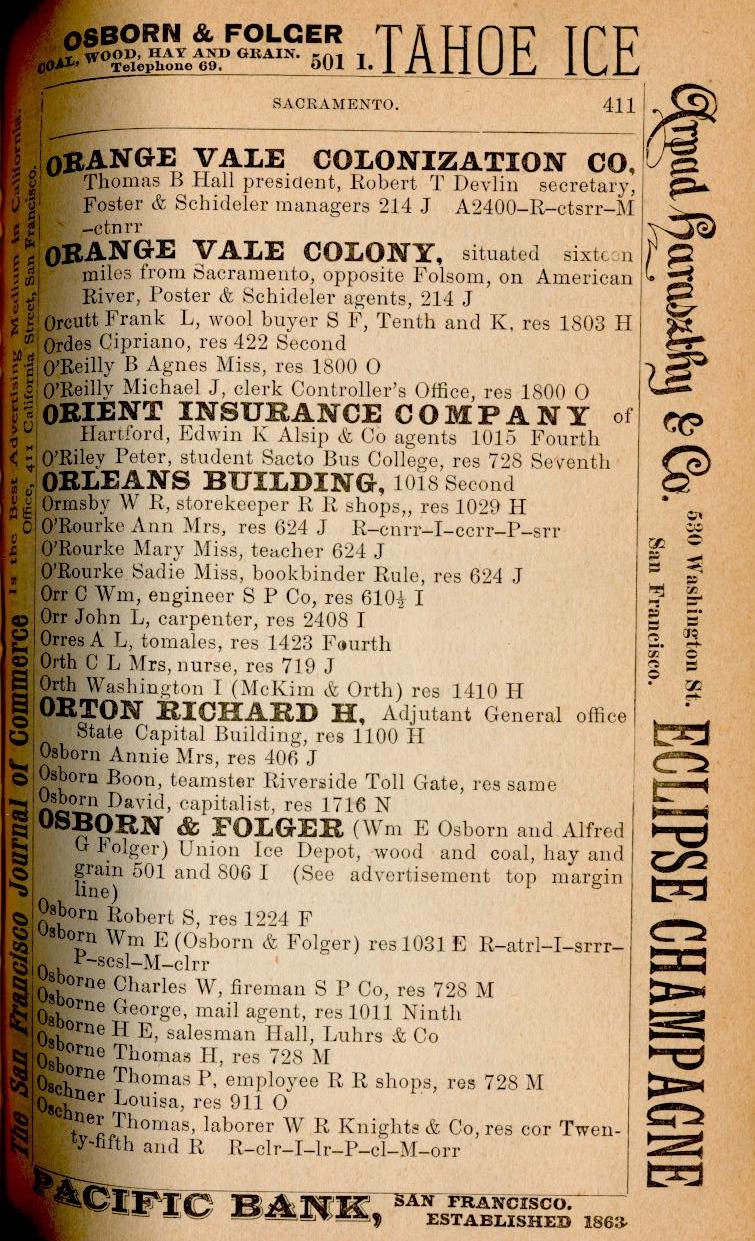 OSBORN & FOLGER
COAL, WOOD, HAY AND GRAIN.
Telephone 69.
501 I.
TAHOE ICE
SACRAMENTO. 411
ORANGE VALE COLONIZATION CO,
Thomas B Hall president, Robert T Devlin secretary,
Foster & Schideler managers 214 J A2400-R-ctsrr-M
-ctnrr
ORANGE VALE COLONY, situated sixteen
miles from Sacramento, opposite Folsom, on American
River, Poster & Schideler agents, 214 J
Orcutt Frank L, wool buyer S F, Tenth and K, res 1803 H
Ordes Cipriano, res 422 Second
O'Reilly B Agnes Miss, res 1800 O
O'Reilly Michael J, clerk Controller's Office, res 1800 O
ORIENT INSURANCE COMPANY of
Hartford, Edwin K Alsip & Co agents 1015 Fourth
O'Riley Peter, student Sacto Bus College, res 728 Seventh
ORLEANS BUILDING, 1018 Second
Ormsby W R, storekeeper R R shops,, res 1029 H
O'Rourke Ann Mrs, res 624 J R-cnrr-I-ccrr-P-srr
O'Rourke Mary Miss, teacher 624 J
O'Rourke Sadie Miss, bookbinder Rule, res 624 J
Orr C Wm, engineer S P Co, res 610½ I
Orr John L, carpenter, res 2408 I
Orres A L, tomales, res 1423 Fourth
Orth C L Mrs, nurse, res 719 J
Orth Washington I (McKim & Orth) res 1410 H
ORTON RICHARD H, Adjutant General office
State Capital Building, res 1100 H
Osborn Annie Mrs, res 406 J
Osborn Boon, teamster Riverside Toll Gate, res same
Osborn David, capitalist, res 1716 N
OSBORN & FOLGER (Wm E Osborn and Alfred
G Folger) Union Ice Depot, wood and coal, hay and
grain 501 and 806 I (See advertisement top margin
line)
Osborn Robert S, res 1224 F
Osborn Wm E (Osborn & Folger) res 1031 E R-atrl-I-srrr-
P-scsl-M-clrr
Osborne Charles W, fireman S P Co, res 728 M
Osborne George, mail agent, res 1011 Ninth
Osborne H E, salesman Hall, Luhrs & Co
Osborne Thomas H, res 728 M
Osborne Thomas P, employee R R shops, res 728 M
Oschner Louisa, res 911 O
Oschner Thomas, laborer W R Knights & Co, res cor Twen-
ty-fifth and R R-clr-I-lr-P-cl-M-orr
PACIFIC BANK, SAN FRANCISCO.
ESTABLISHED 1863.
The San Francisco Journal of Commerce Is the Best Advertising Medium in California.
Office, 411 California Street, San Francisco.
Arpad Haraszthy & Co. 530 Washington St.
San Francisco.
ECLIPSE CHAMPAGNE